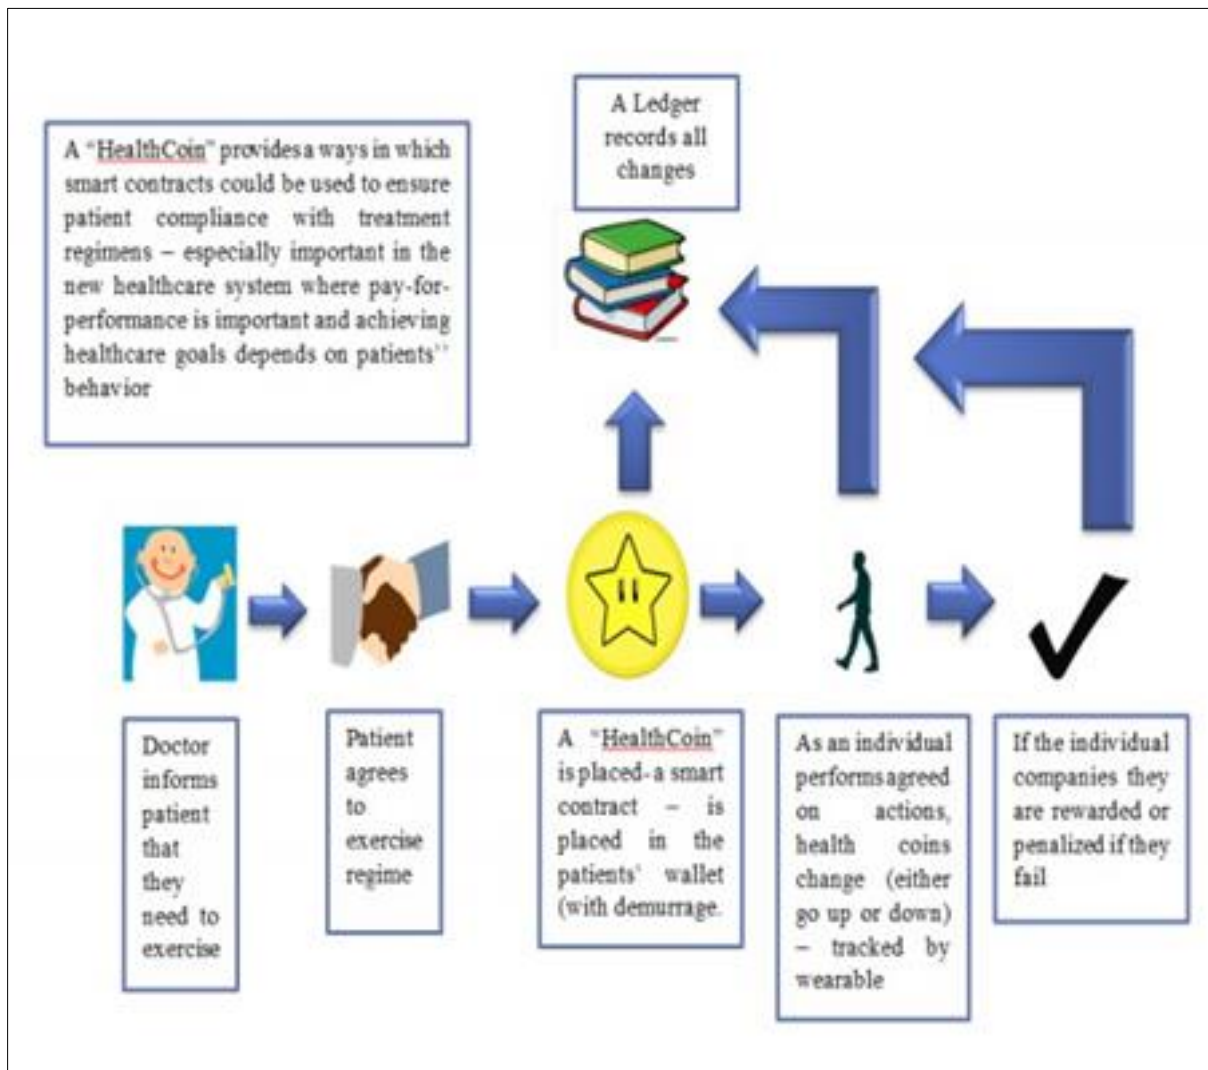 A Ledger
records all
changes
A "HealthCoin" provides a ways in which
smart contracts could be used to ensure
patient compliance with treatment
regimens – especially important in the
new healthcare system where pay-for-
performance is important and achieving
healthcare goals depends on patients''
behavior
Doctor
informs
patient
that
they
need to
exercise
Patient
agrees
to
exercise
regime
A "HealthCoin"
is placed- a smart
contract – is
placed in the
patients' wallet
(with demurrage.
As an individual
performs agreed
on actions,
health coins
change (either
go up or down)
– tracked by
wearable
If the individual
companies they
are rewarded or
penalized if they
fail